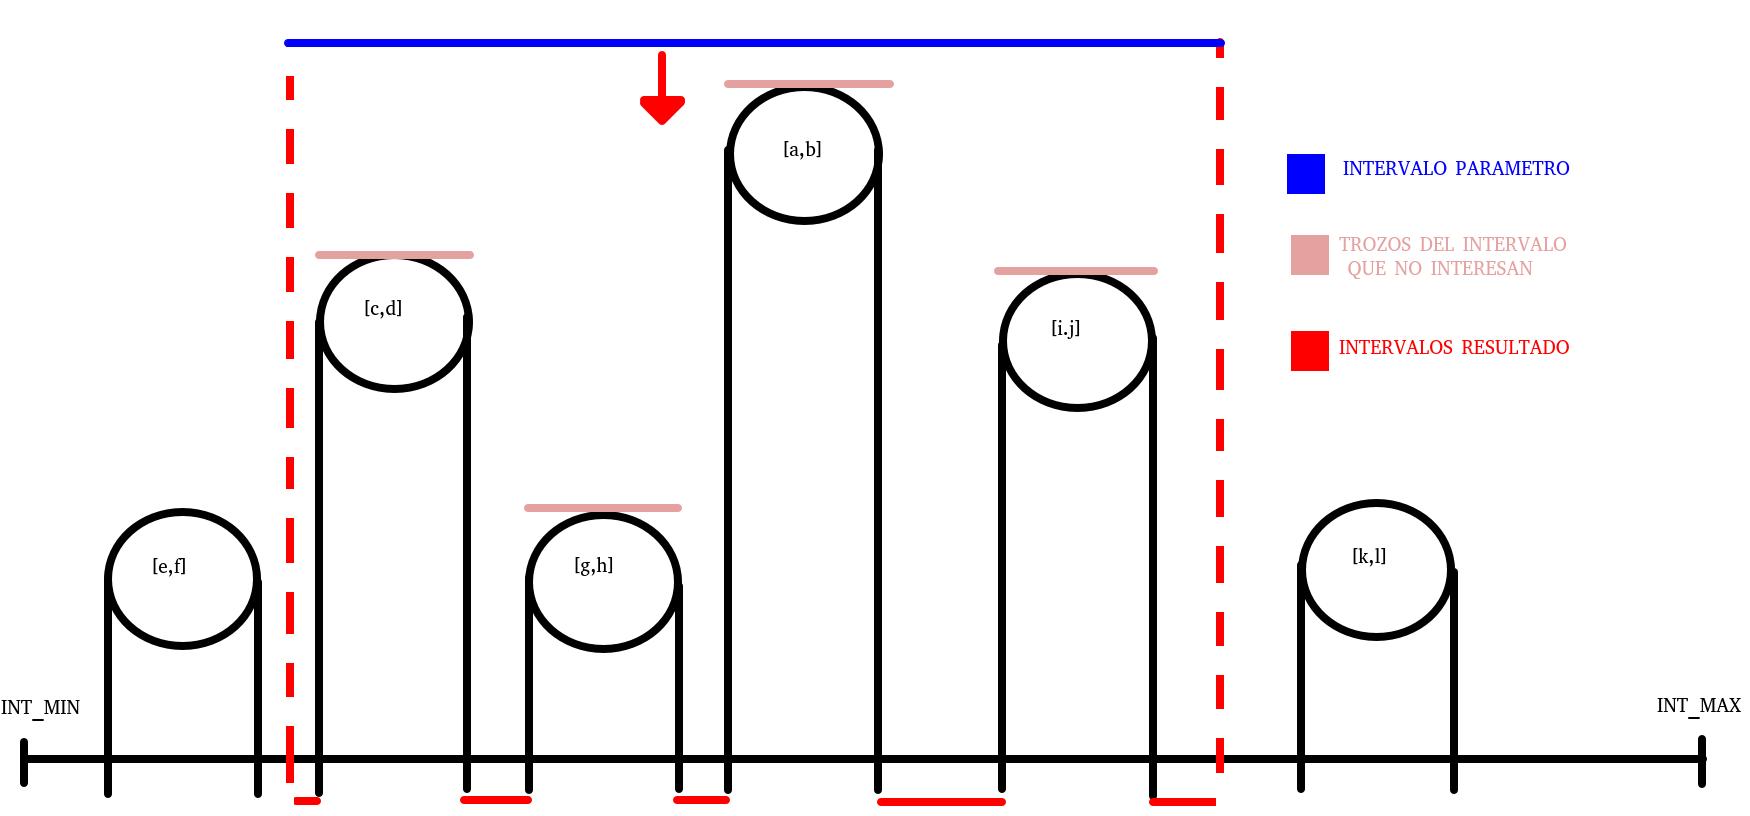 [a,b]
INTERVALO PARAMETRO
TROZOS DEL INTERVALO
QUE NO INTERESAN
[c,d]
[i.j]
INTERVALOS RESULTADO
[e,f]
[g,h]
[k,l]
INT_MIN
INT_MAX